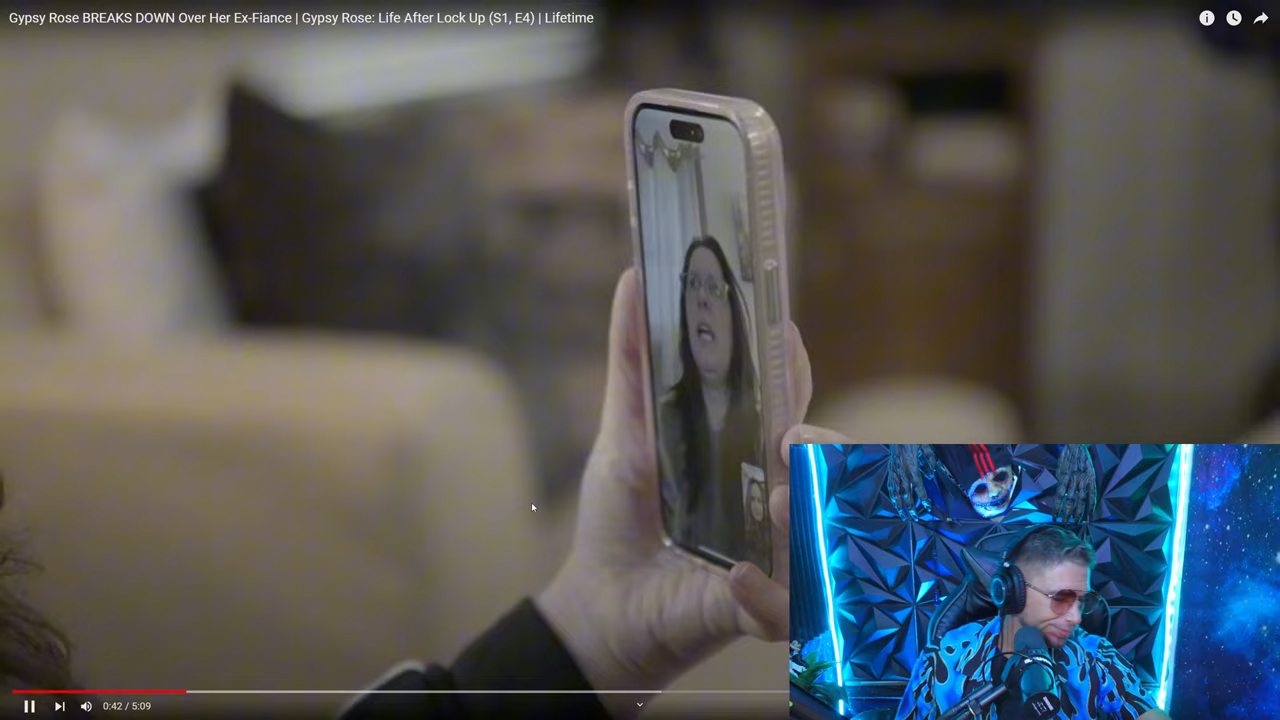 Gypsy Rose BREAKS DOWN Over Her Ex-Fiance | Gypsy Rose: Life After Lock Up (S1, E4) | Lifetime
0:42 / 5:09